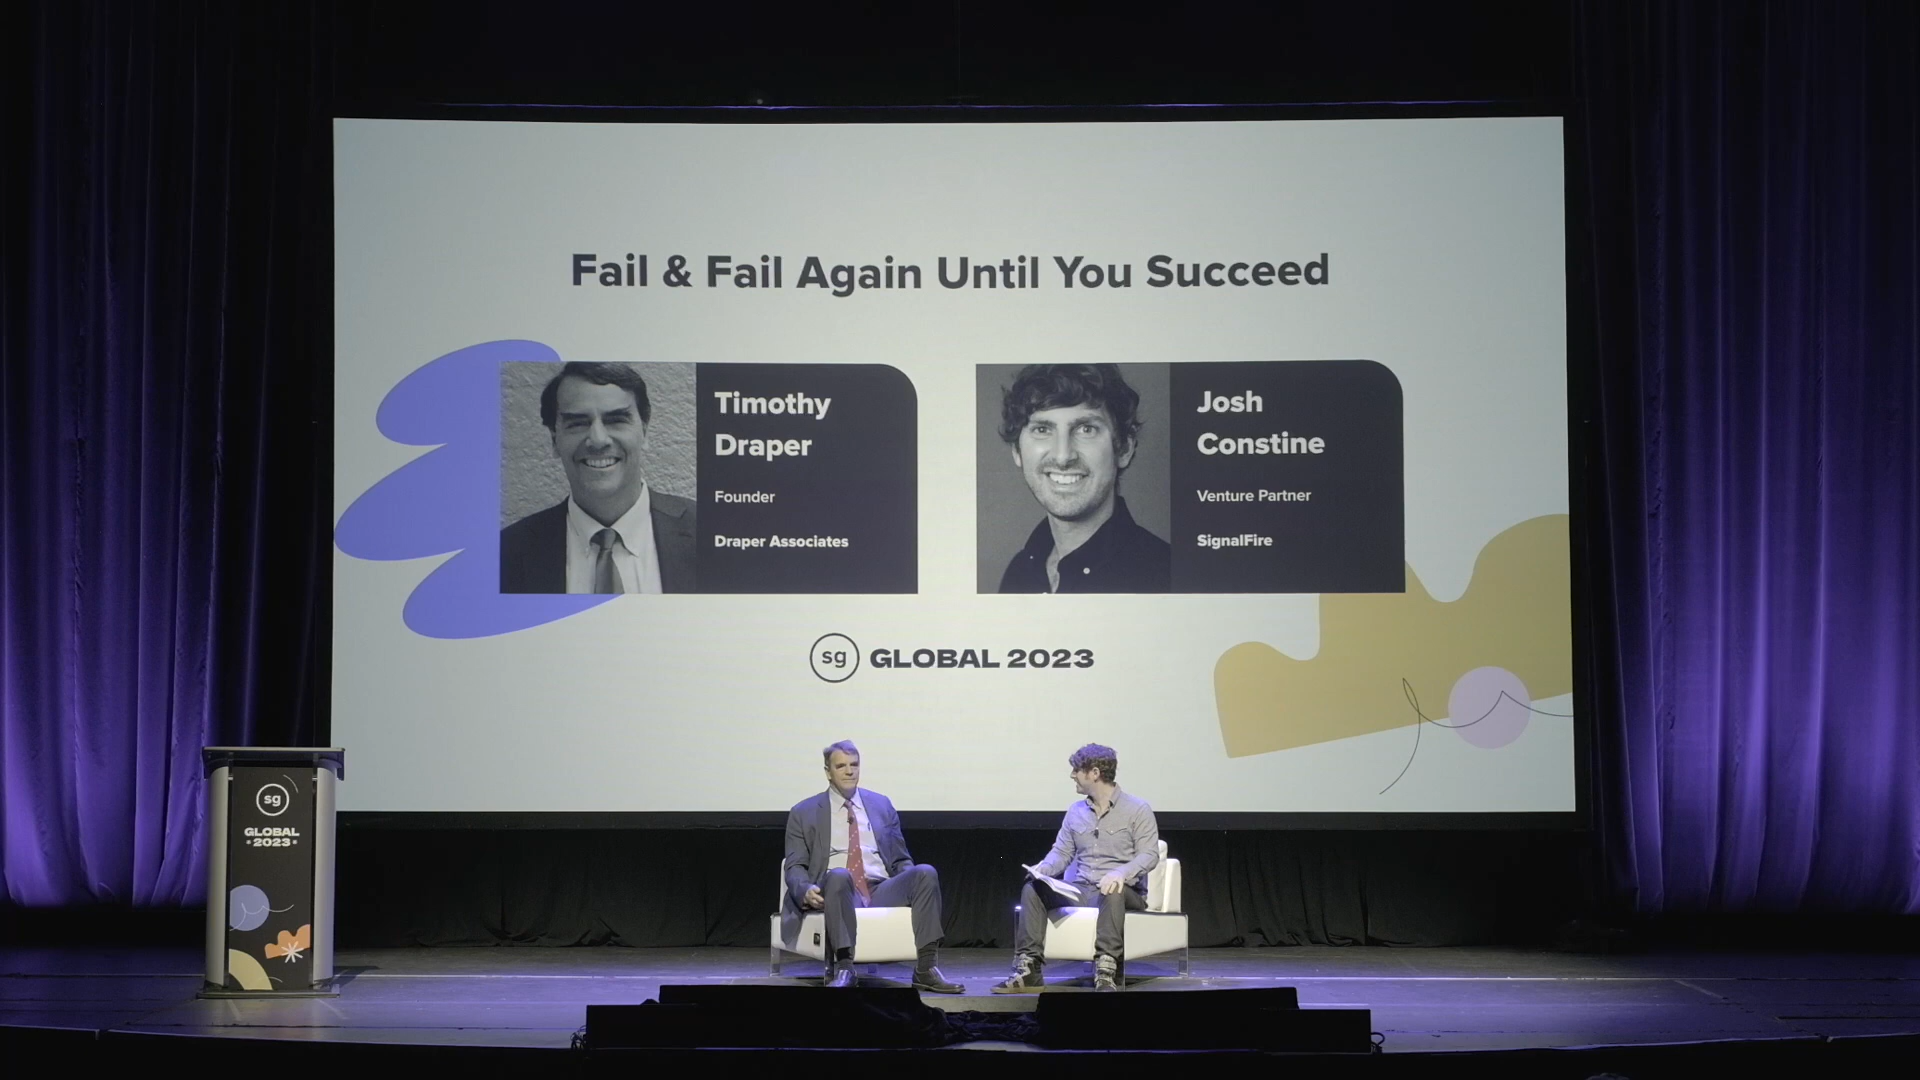 Fail & Fail Again Until You Succeed
Timothy
Draper
Founder
Draper Associates
Josh
Constine
Venture Partner
SignalFire
sg GLOBAL 2023
sg
GLOBAL
2023